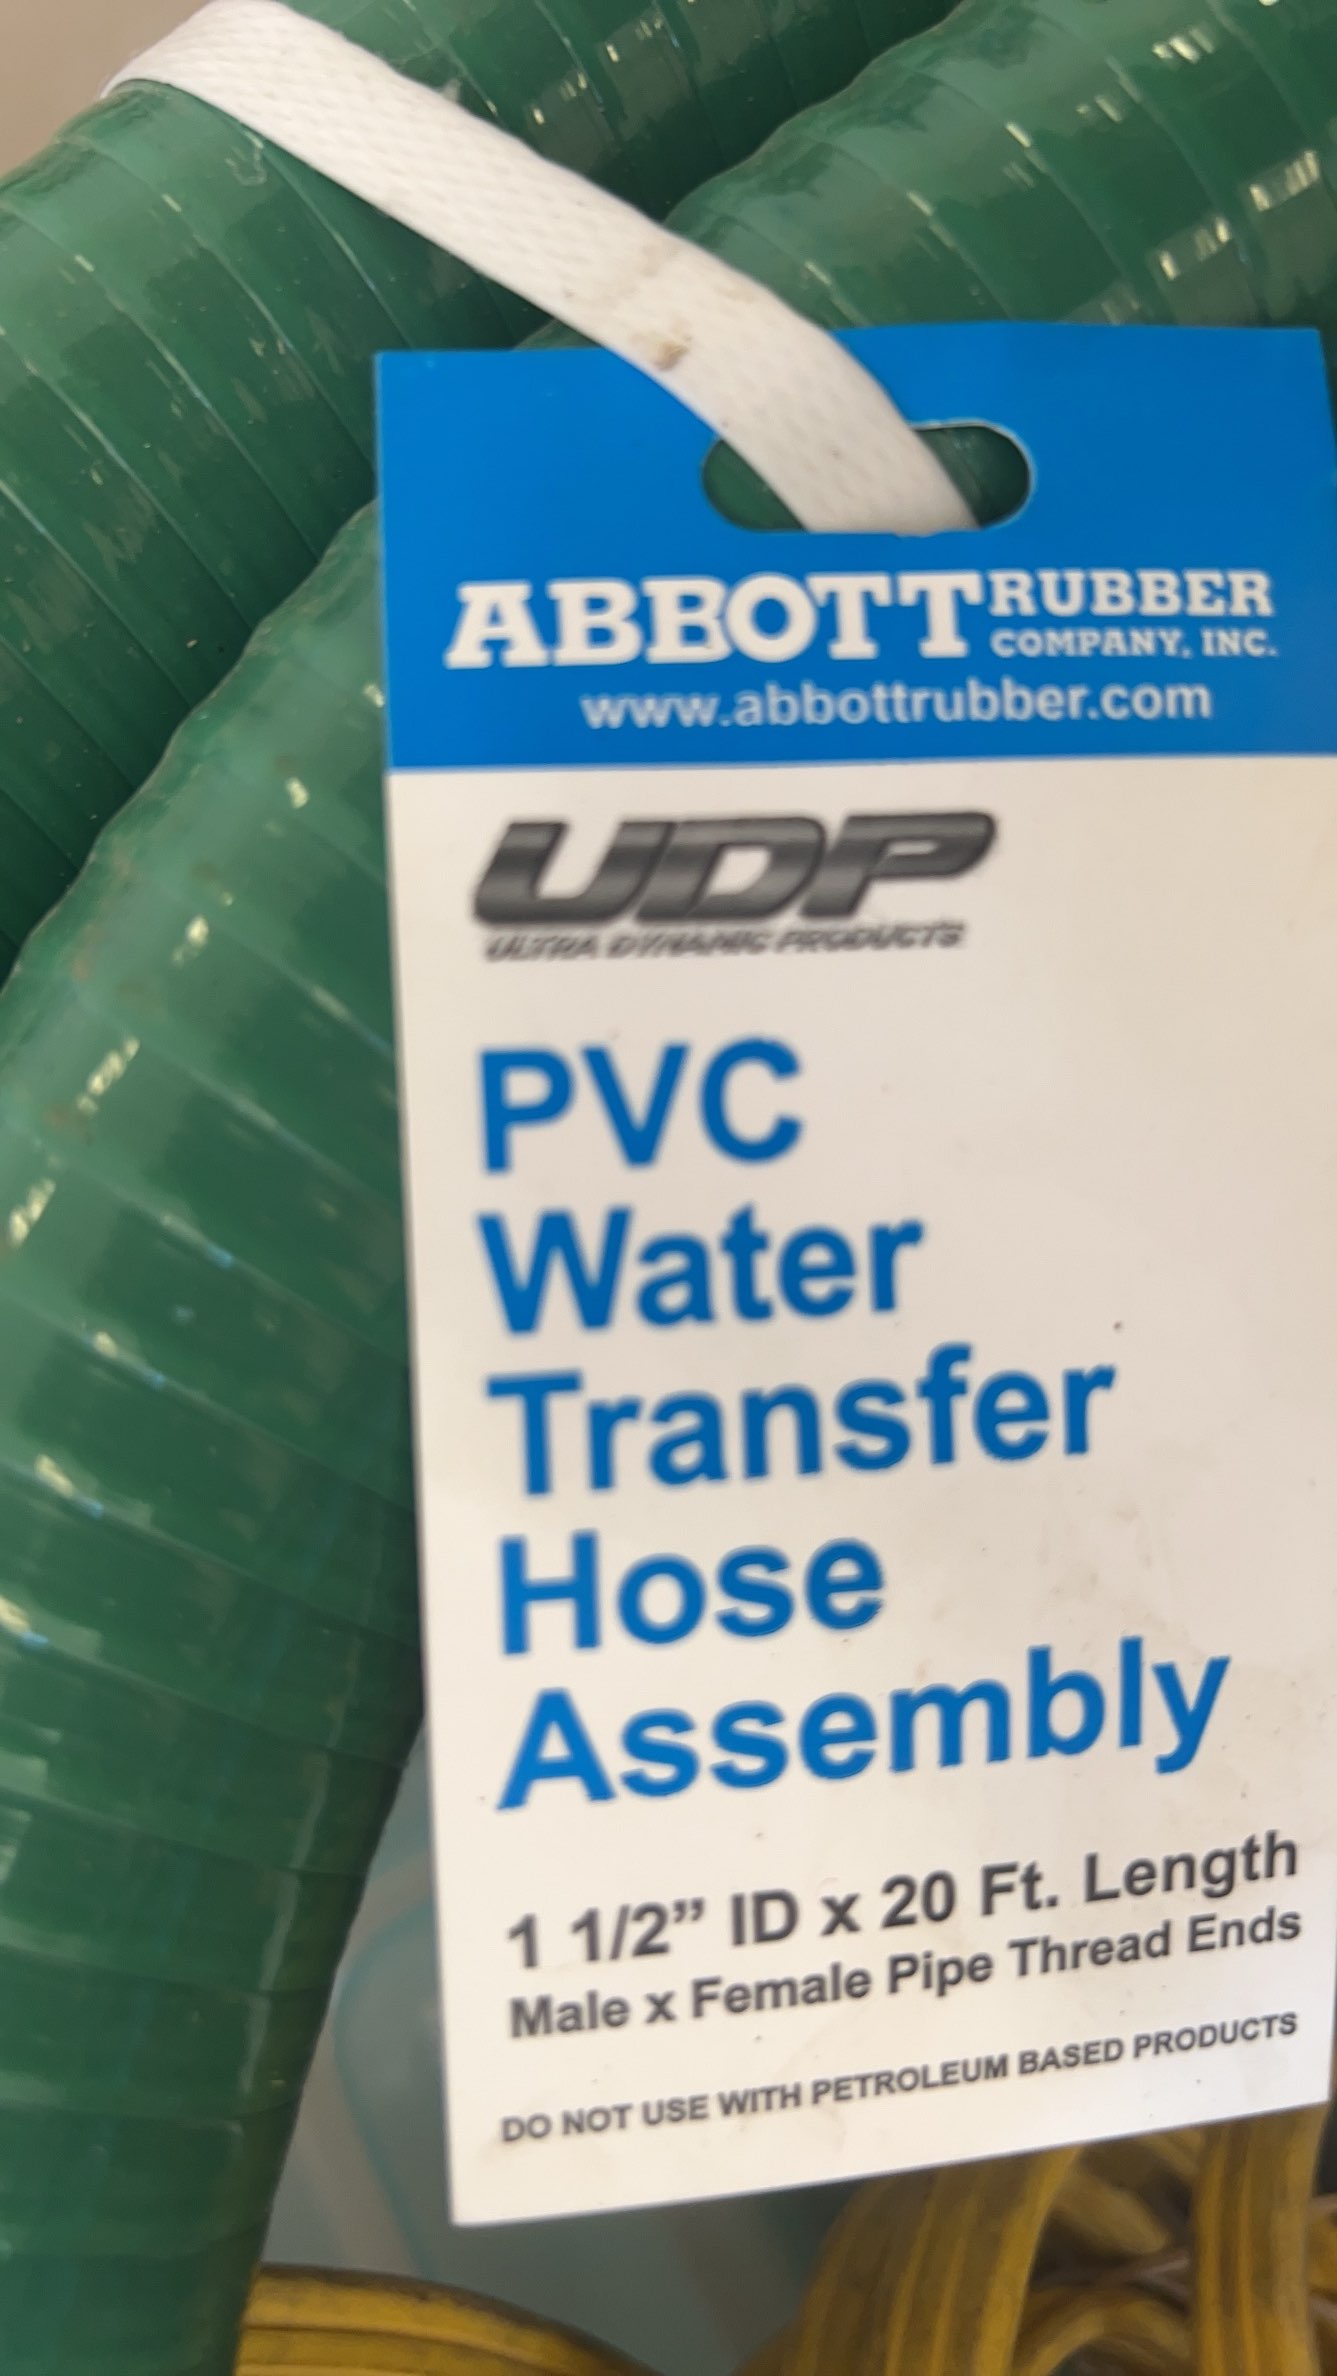 ABBOTT RUBBER
COMPANY, INC.
www.abbottrubber.com
UDP
ULTRA DYNAMIC PRODUCTS
PVC
Water
Transfer
Hose
Assembly
1 1/2” ID x 20 Ft. Length
Male x Female Pipe Thread Ends
DO NOT USE WITH PETROLEUM BASED PRODUCTS